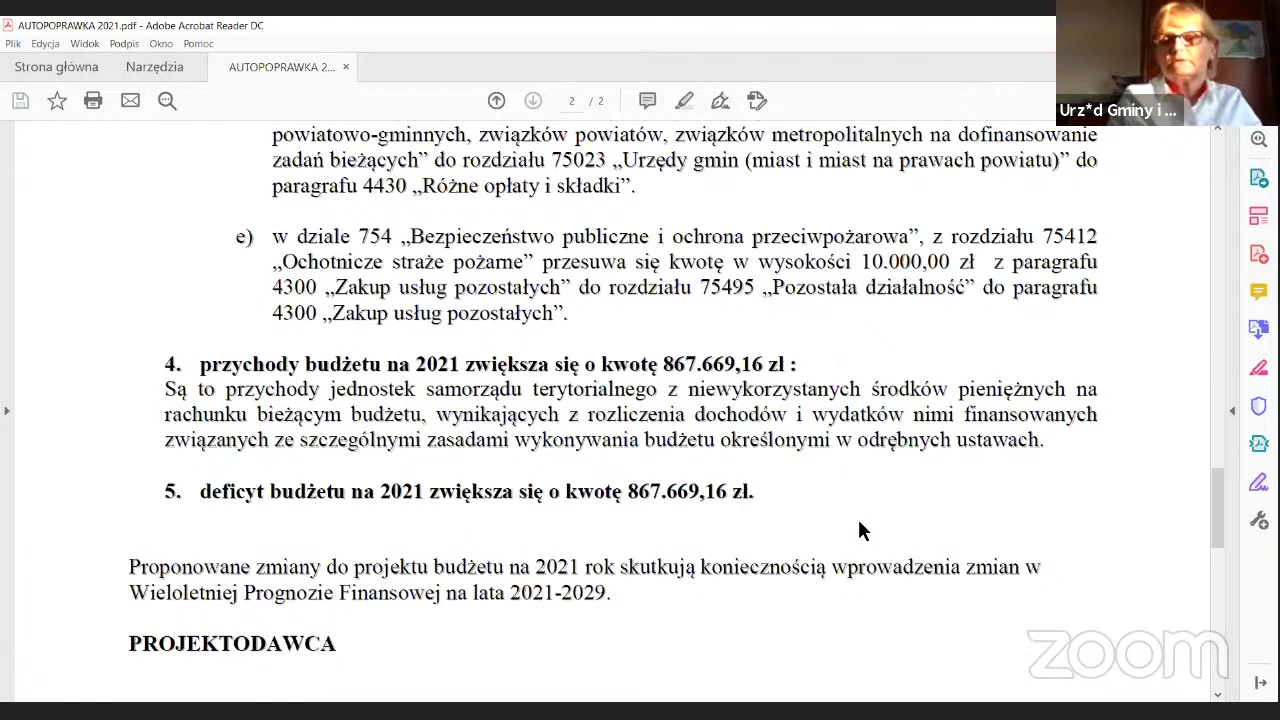 AUTOPOPRAWKA 2021.pdf - Adobe Acrobat Reader DC
Plik Edycja Widok Podpis Okno Pomoc
Strona główna Narzędzia AUTOPOPRAWKA 2... ×
2 / 2
Urz*d Gminy i ...
powiatowo-gminnych, związków powiatów, związków metropolitalnych na dofinansowanie
zadań bieżących” do rozdziału 75023 „Urzędy gmin (miast i miast na prawach powiatu)” do
paragrafu 4430 „Różne opłaty i składki”.
e) w dziale 754 „Bezpieczeństwo publiczne i ochrona przeciwpożarowa”, z rozdziału 75412
„Ochotnicze straże pożarne” przesuwa się kwotę w wysokości 10.000,00 zł z paragrafu
4300 „Zakup usług pozostałych” do rozdziału 75495 „Pozostała działalność” do paragrafu
4300 „Zakup usług pozostałych”.
4. przychody budżetu na 2021 zwiększa się o kwotę 867.669,16 zł :
Są to przychody jednostek samorządu terytorialnego z niewykorzystanych środków pieniężnych na
rachunku bieżącym budżetu, wynikających z rozliczenia dochodów i wydatków nimi finansowanych
związanych ze szczególnymi zasadami wykonywania budżetu określonymi w odrębnych ustawach.
5. deficyt budżetu na 2021 zwiększa się o kwotę 867.669,16 zł.
Proponowane zmiany do projektu budżetu na 2021 rok skutkują koniecznością wprowadzenia zmian w
Wieloletniej Prognozie Finansowej na lata 2021-2029.
PROJEKTODAWCA
zoom